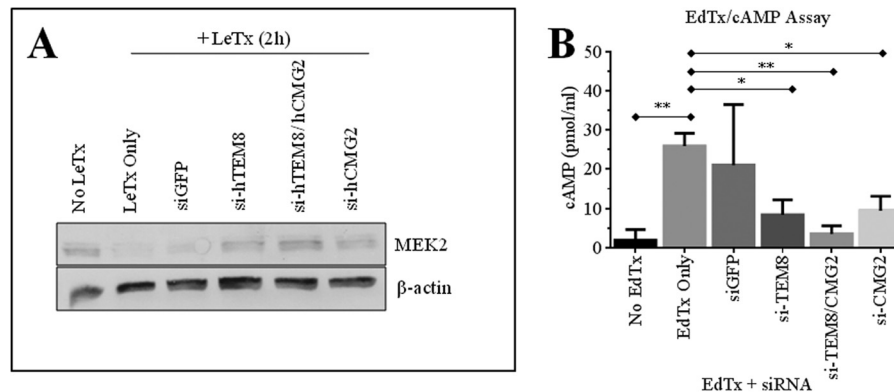 A
+LeTx (2h)
No LeTx
LeTx Only
siGFP
si-hTEM8
si-hTEM8/hCMG2
si-hCMG2
MEK2
β-actin
B
EdTx/cAMP Assay
cAMP (pmol/ml)
50
40
30
20
10
0
**
*
**
*
No EdTx
EdTx Only
siGFP
si-TEM8
si-TEM8/CMG2
si-CMG2
EdTx + siRNA